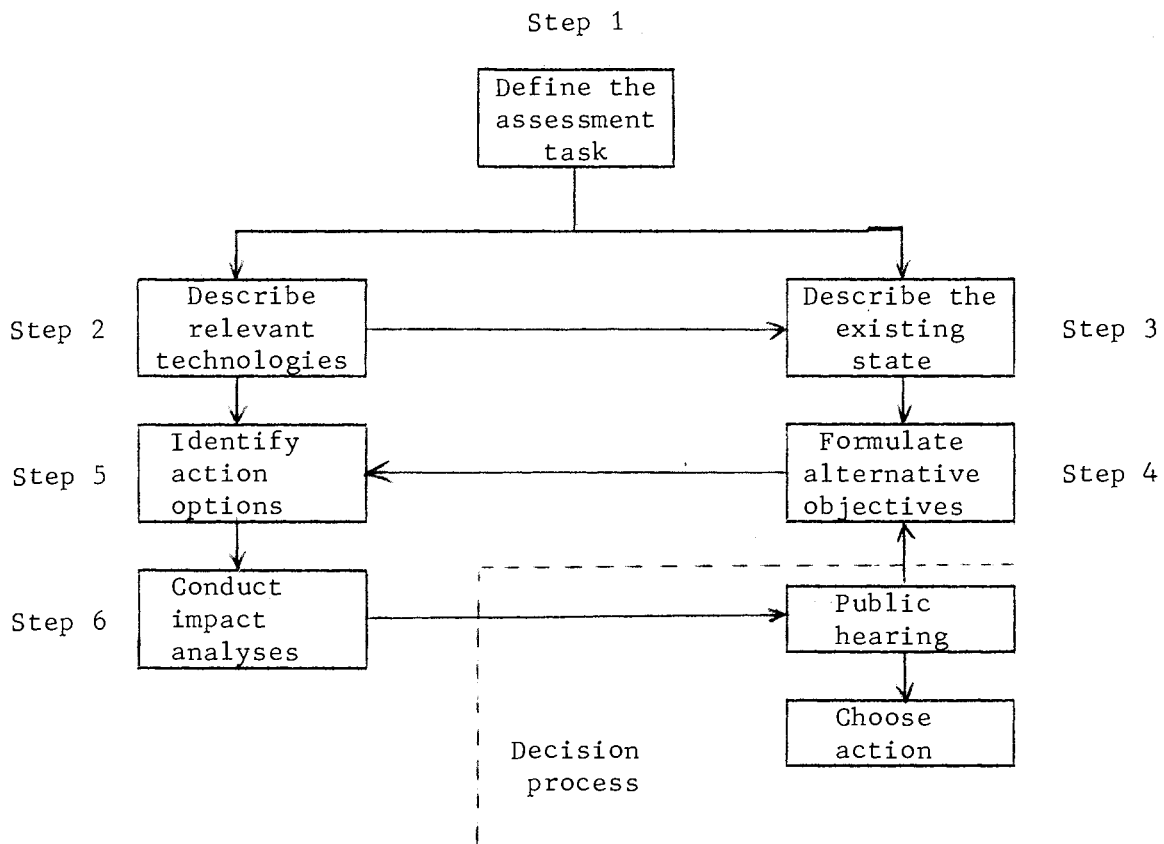 Step 1
Define the
assessment
task
Step 2
Describe
relevant
technologies
Describe the
existing
state
Step 3
Step 5
Identify
action
options
Formulate
alternative
objectives
Step 4
Step 6
Conduct
impact
analyses
Public
hearing
Choose
action
Decision
process